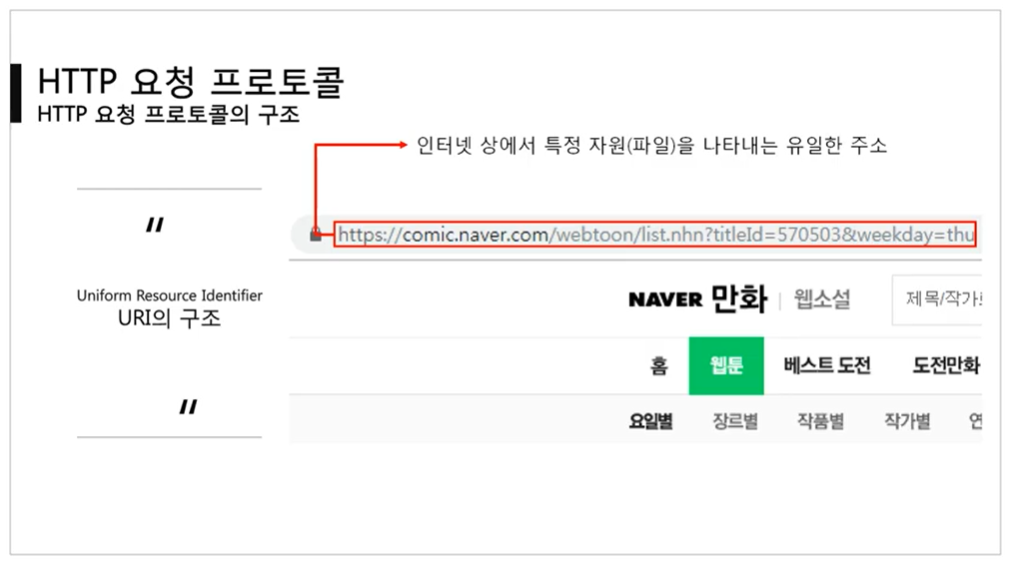 HTTP 요청 프로토콜
HTTP 요청 프로토콜의 구조
인터넷 상에서 특정 자원(파일)을 나타내는 유일한 주소
〃
https://comic.naver.com/webtoon/list.nhn?titleId=570503&weekday=thu
Uniform Resource Identifier
URI의 구조
NAVER 만화 | 웹소설 제목/작가
홈 웹툰 베스트 도전 도전만화
요일별 장르별 작품별 작가별 연
〃